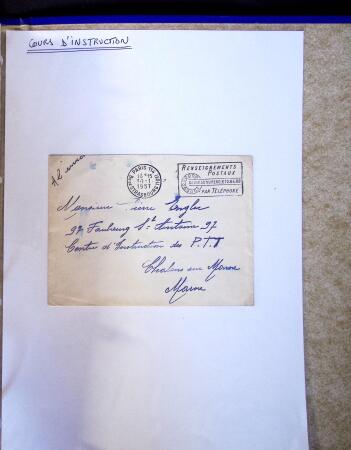 COURS D'INSTRUCTION
PARIS
18H15
1957
RENSEIGNEMENTS
POSTAUX
PAR TÉLÉPHONE
Monsieur Pierre
97 Faubourg St Antoine 97
Centre d'Instruction des P.T.T
Chalons sur Marne
Marne